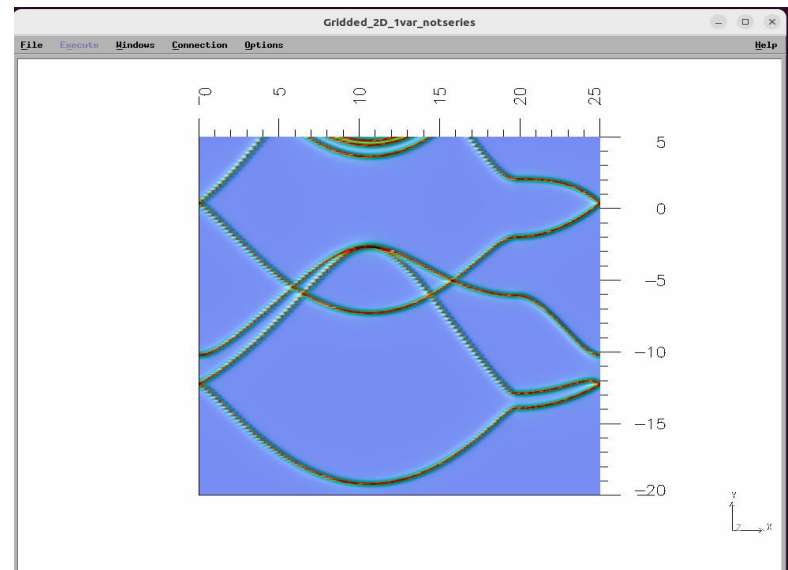 Gridded_2D_1var_notseries
File Execute Windows Connection Options Help
0 5 10 15 20 25
5
0
−5
−10
−15
−20
Y
Z X